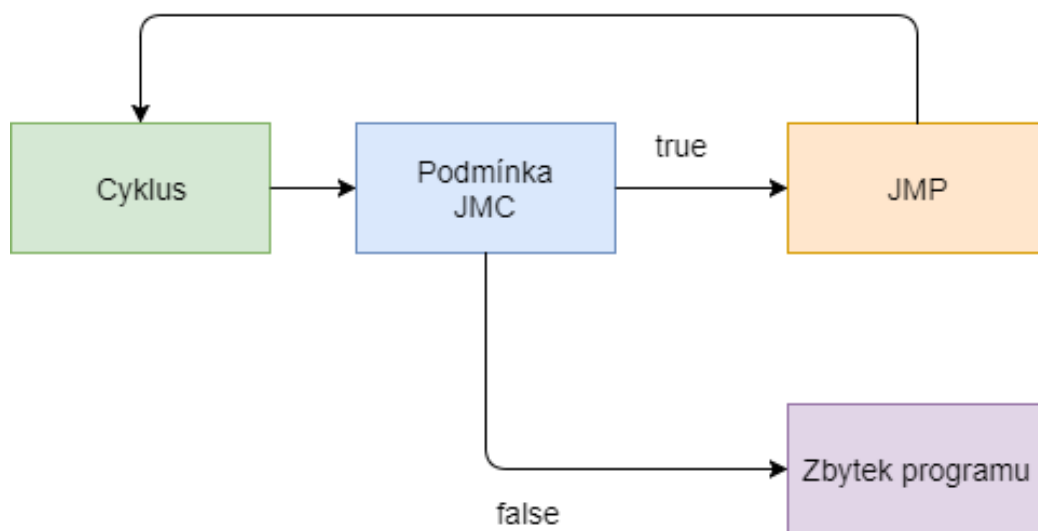 Cyklus
Podmínka
JMC
true
JMP
Zbytek programu
false